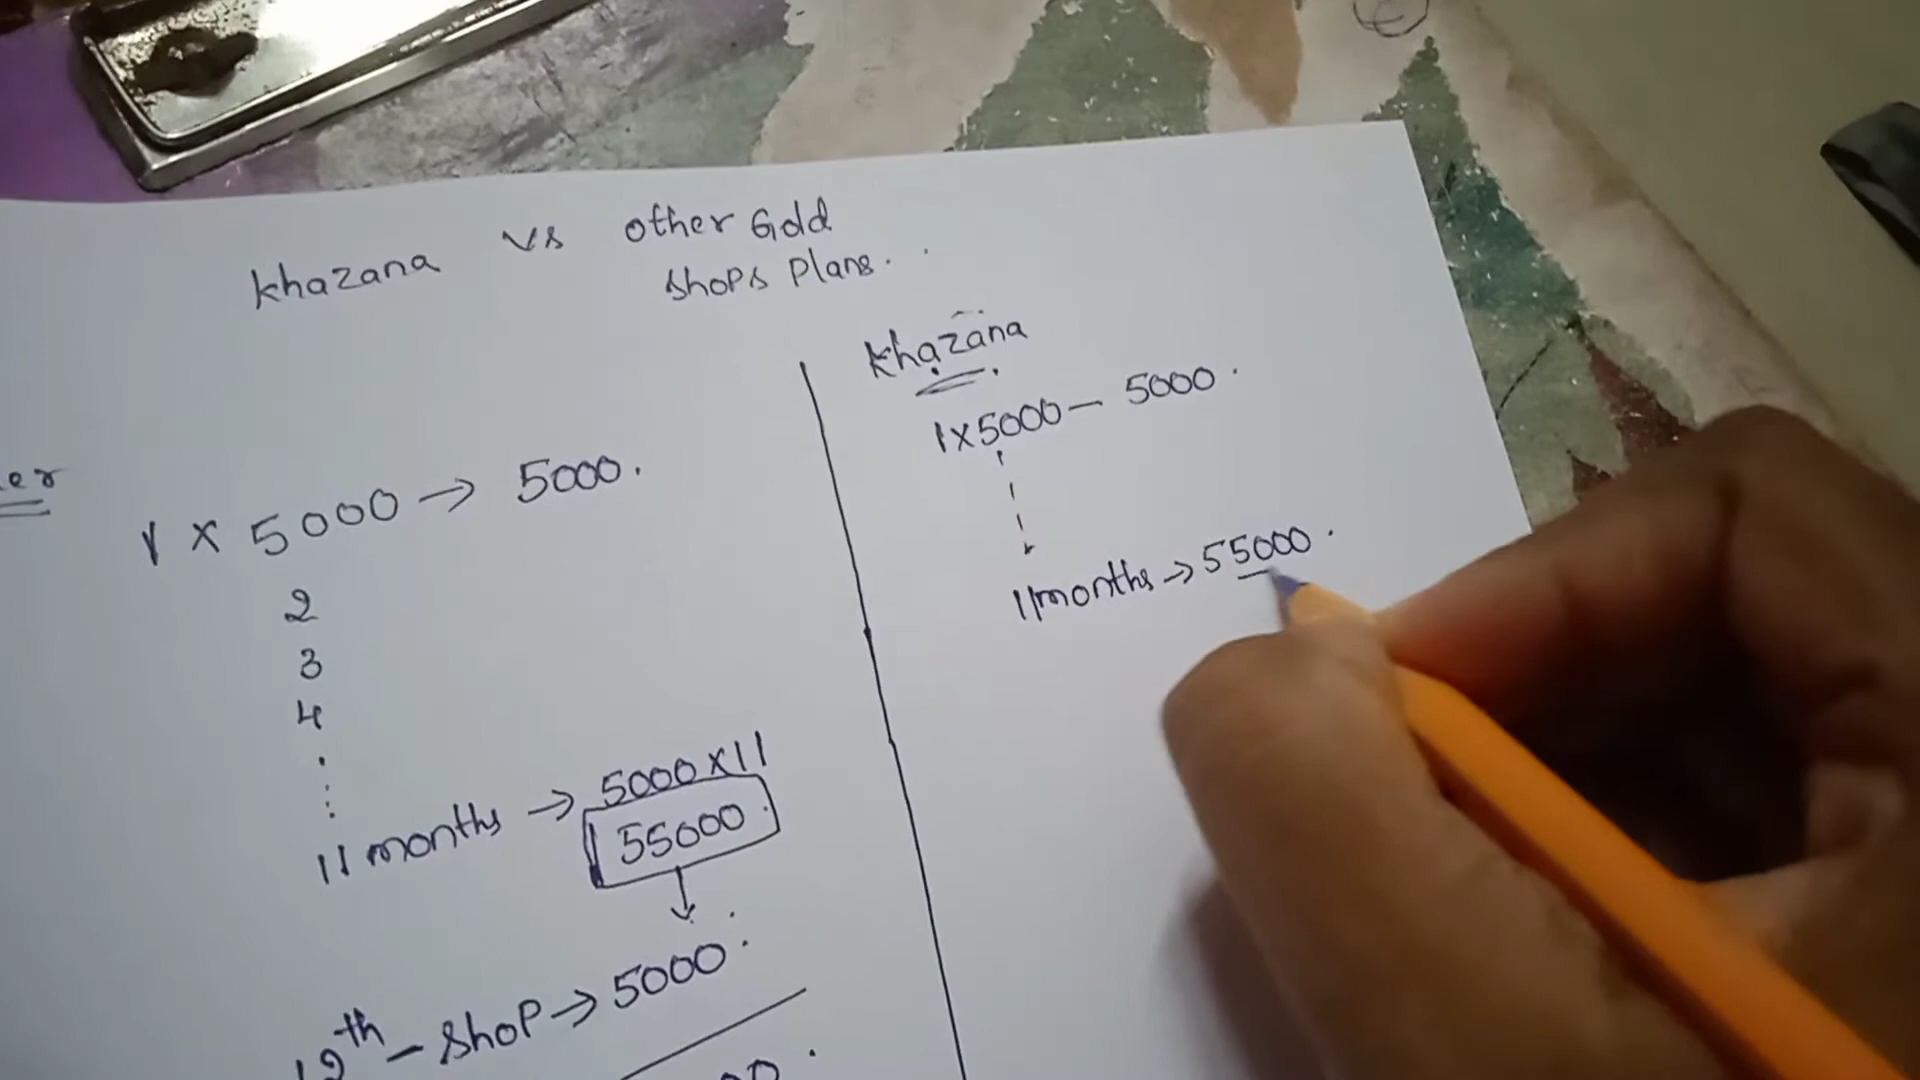 Khazana Vs other Gold
Shops Plans.
1 x 5000 → 5000.
2
3
4
11 months → 5000x11
55000.
12th - Shop → 5000.
Khazana
1x5000 - 5000.
11months → 55000.